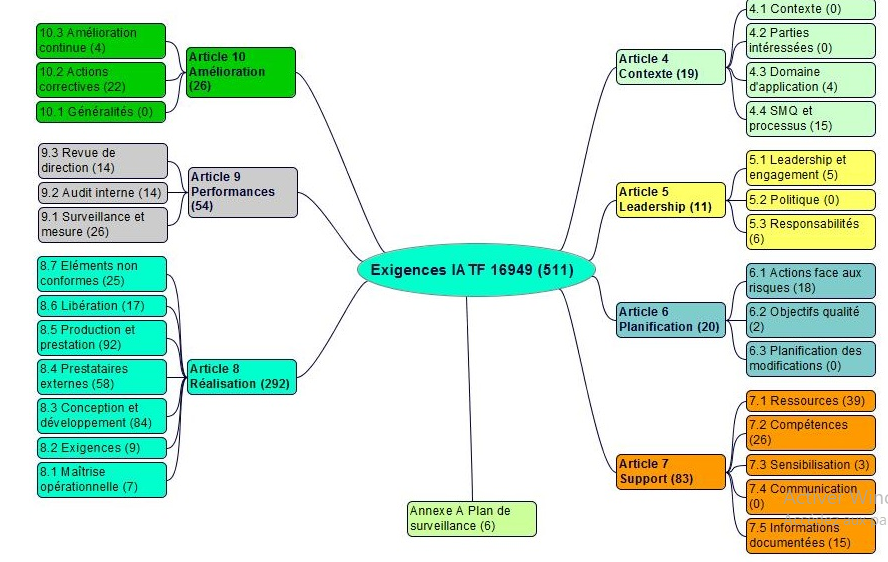 Exigences IATF 16949 (511)
Article 4
Contexte (19)
4.1 Contexte (0)
4.2 Parties
intéressées (0)
4.3 Domaine
d'application (4)
4.4 SMQ et
processus (15)
Article 5
Leadership (11)
5.1 Leadership et
engagement (5)
5.2 Politique (0)
5.3 Responsabilités
(6)
Article 6
Planification (20)
6.1 Actions face aux
risques (18)
6.2 Objectifs qualité
(2)
6.3 Planification des
modifications (0)
Article 7
Support (83)
7.1 Ressources (39)
7.2 Compétences
(26)
7.3 Sensibilisation (3)
7.4 Communication
(0)
7.5 Informations
documentées (15)
Annexe A Plan de
surveillance (6)
Article 8
Réalisation (292)
8.7 Eléments non
conformes (25)
8.6 Libération (17)
8.5 Production et
prestation (92)
8.4 Prestataires
externes (58)
8.3 Conception et
développement (84)
8.2 Exigences (9)
8.1 Maîtrise
opérationnelle (7)
Article 9
Performances
(54)
9.3 Revue de
direction (14)
9.2 Audit interne (14)
9.1 Surveillance et
mesure (26)
Article 10
Amélioration
(26)
10.3 Amélioration
continue (4)
10.2 Actions
correctives (22)
10.1 Généralités (0)